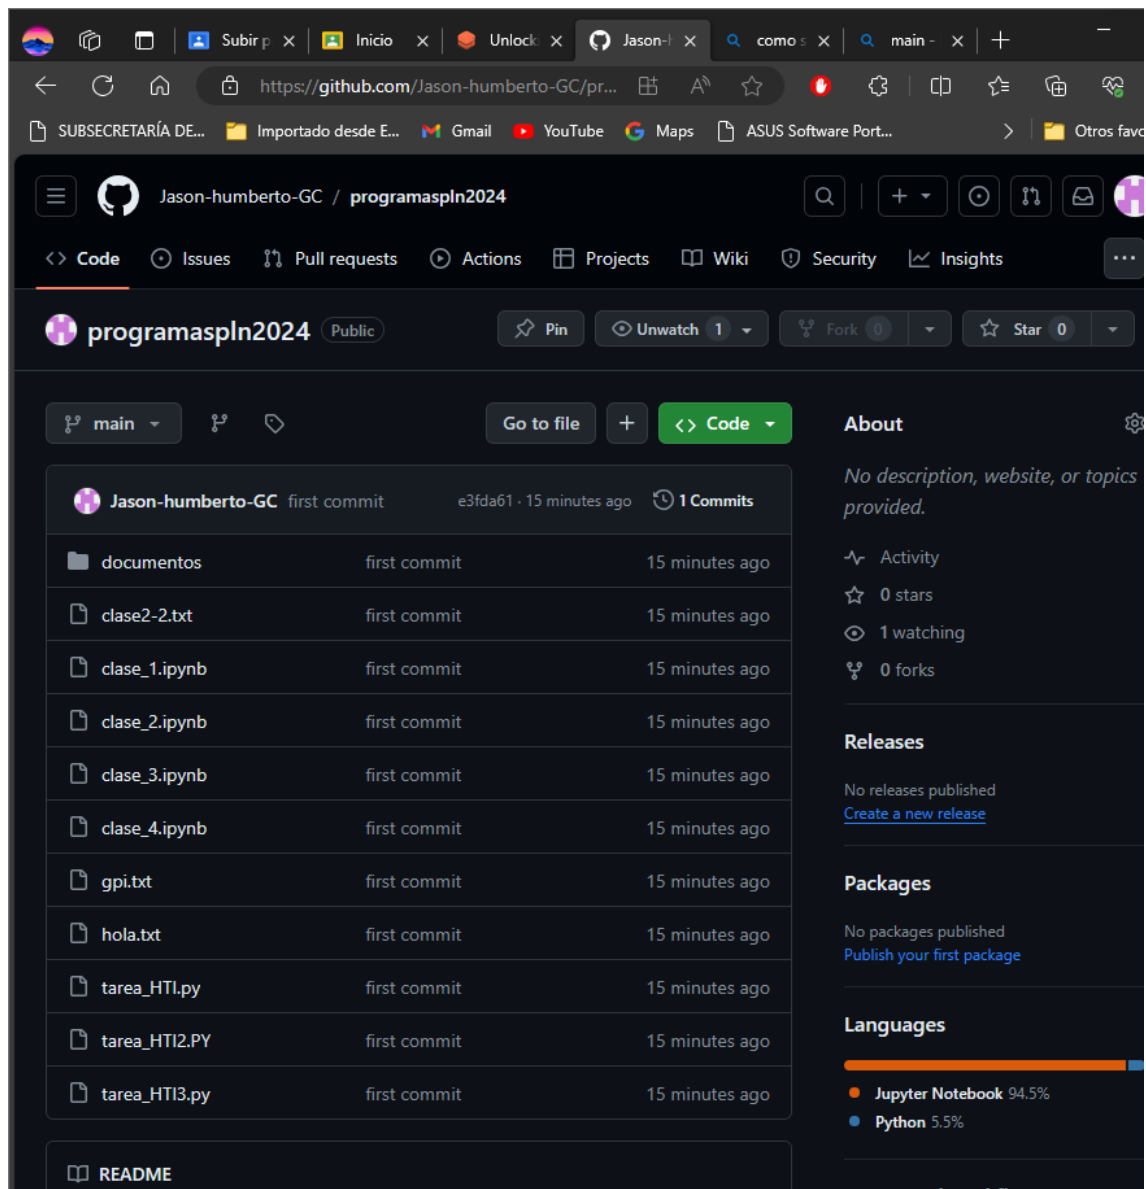 Subir p
Inicio
Unlocki
Jason-h
como s
main -
https://github.com/Jason-humberto-GC/pr...
SUBSECRETARÍA DE...
Importado desde E...
Gmail
YouTube
Maps
ASUS Software Port...
Otros favo
Jason-humberto-GC / programaspln2024
Code
Issues
Pull requests
Actions
Projects
Wiki
Security
Insights
programaspln2024
Public
Pin
Unwatch 1
Fork 0
Star 0
main
Go to file
Code
About
No description, website, or topics
provided.
Jason-humberto-GC first commit e3fda61 · 15 minutes ago 1 Commits
documentos first commit 15 minutes ago
clase2-2.txt first commit 15 minutes ago
clase_1.ipynb first commit 15 minutes ago
clase_2.ipynb first commit 15 minutes ago
clase_3.ipynb first commit 15 minutes ago
clase_4.ipynb first commit 15 minutes ago
gpi.txt first commit 15 minutes ago
hola.txt first commit 15 minutes ago
tarea_HTI.py first commit 15 minutes ago
tarea_HTI2.PY first commit 15 minutes ago
tarea_HTI3.py first commit 15 minutes ago
README
Activity
0 stars
1 watching
0 forks
Releases
No releases published
Create a new release
Packages
No packages published
Publish your first package
Languages
Jupyter Notebook 94.5%
Python 5.5%